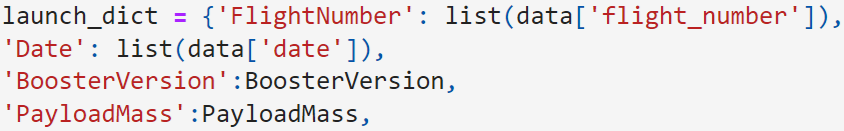 launch_dict = {'FlightNumber': list(data['flight_number']),
'Date': list(data['date']),
'BoosterVersion':BoosterVersion,
'PayloadMass':PayloadMass,